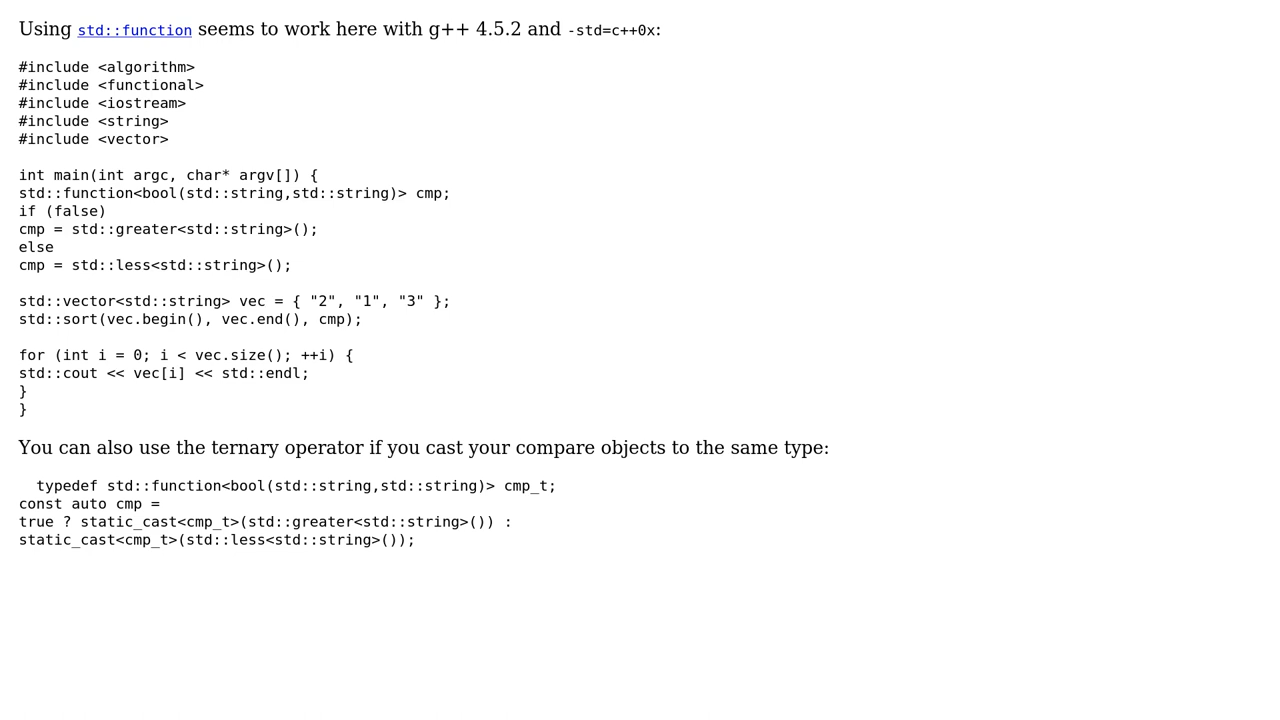 Using std::function seems to work here with g++ 4.5.2 and -std=c++0x:
#include <algorithm>
#include <functional>
#include <iostream>
#include <string>
#include <vector>
int main(int argc, char* argv[]) {
std::function<bool(std::string,std::string)> cmp;
if (false)
cmp = std::greater<std::string>();
else
cmp = std::less<std::string>();
std::vector<std::string> vec = { "2", "1", "3" };
std::sort(vec.begin(), vec.end(), cmp);
for (int i = 0; i < vec.size(); ++i) {
std::cout << vec[i] << std::endl;
}
}
You can also use the ternary operator if you cast your compare objects to the same type:
typedef std::function<bool(std::string,std::string)> cmp_t;
const auto cmp =
true ? static_cast<cmp_t>(std::greater<std::string>()) :
static_cast<cmp_t>(std::less<std::string>());